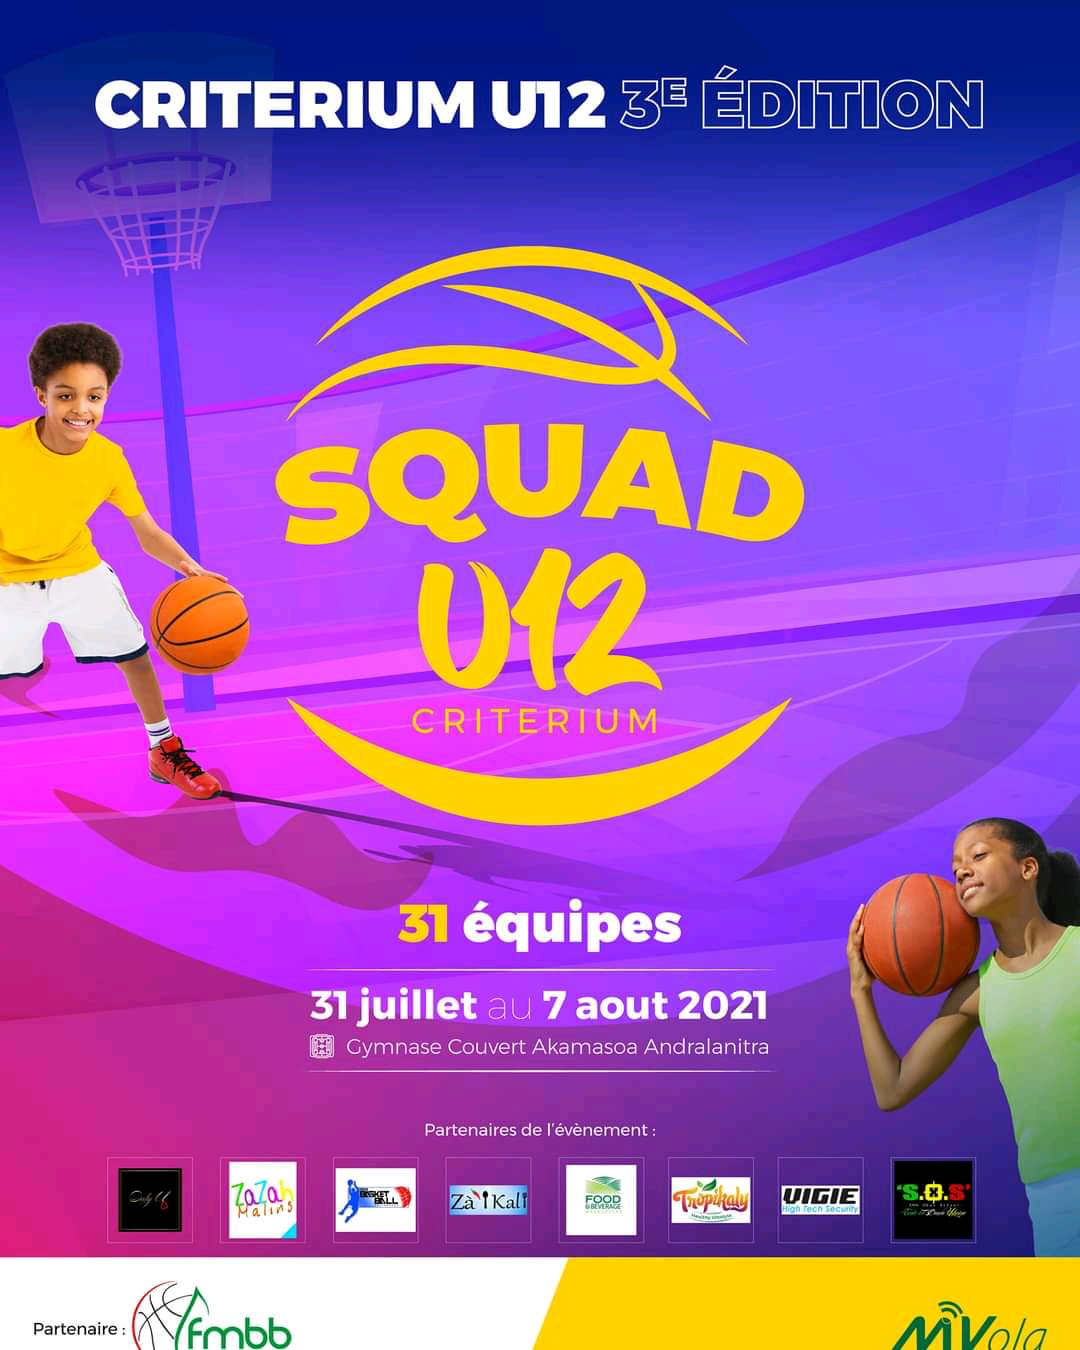 CRITERIUM U12 3E ÉDITION
SQUAD
U12
CRITERIUM
31 équipes
31 juillet au 7 aout 2021
Gymnase Couvert Akamasoa Andralanitra
Partenaires de l'évènement :
Only
ZaZah
Malins
BASKET
BALL
Zà'i Kali
FOOD
&BEVERAGE
Tropikaly
VIGIE
High Tech Security
'S.O.S'
Partenaire :
fmbb
MVola